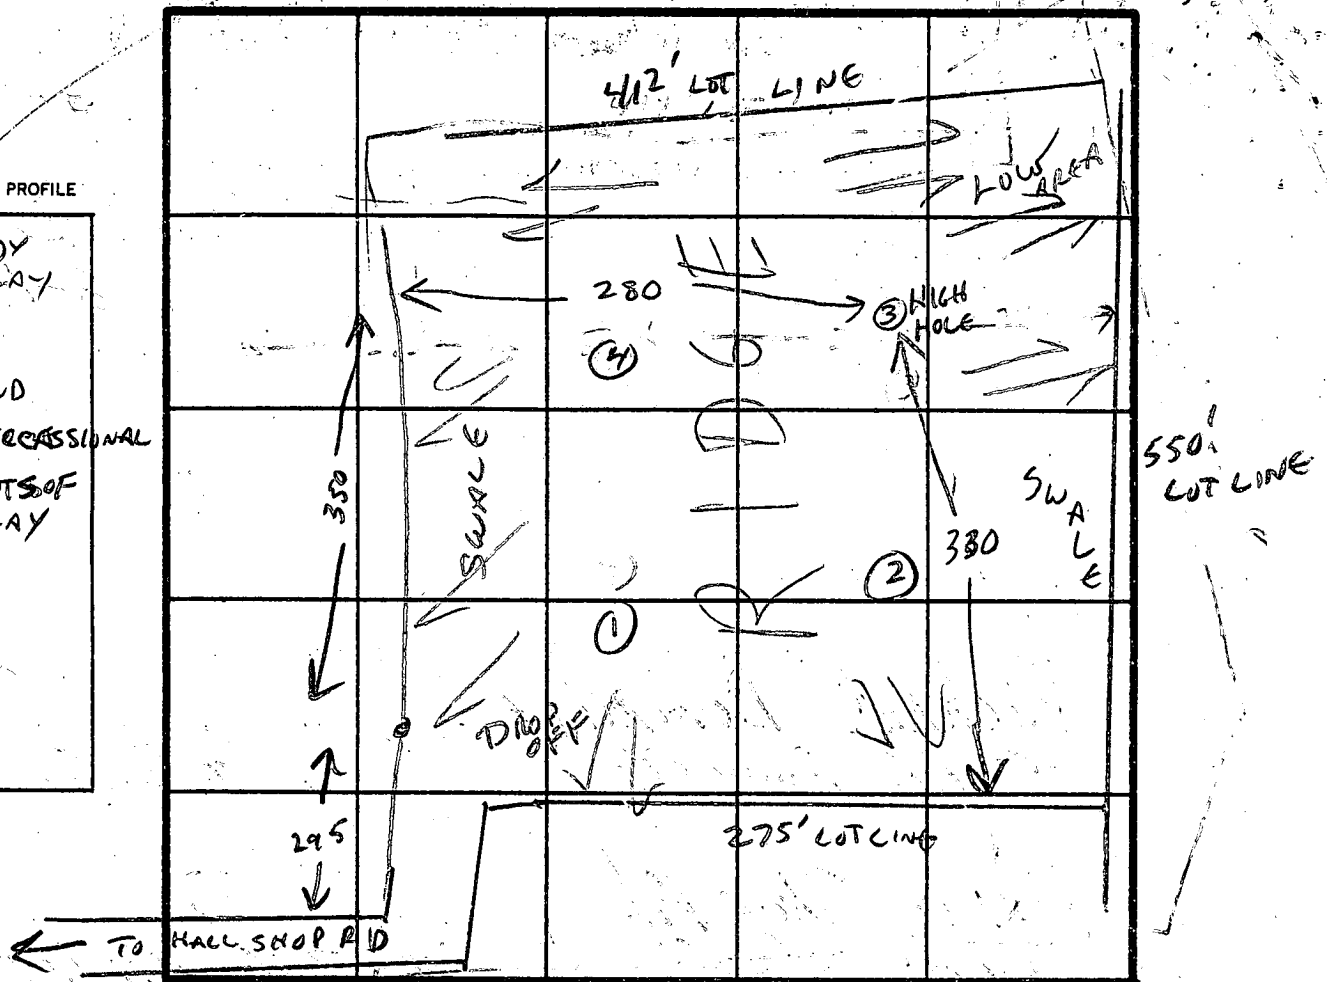 412' LOT LINE
LOW
AREA
PROFILE
280
③ HIGH
HOLE
④
RIDGE
SWALE
350
550'
LOT LINE
SWALE
②
①
DROP
OFF
295
275' LOT LINE
TO HALL SHOP RD